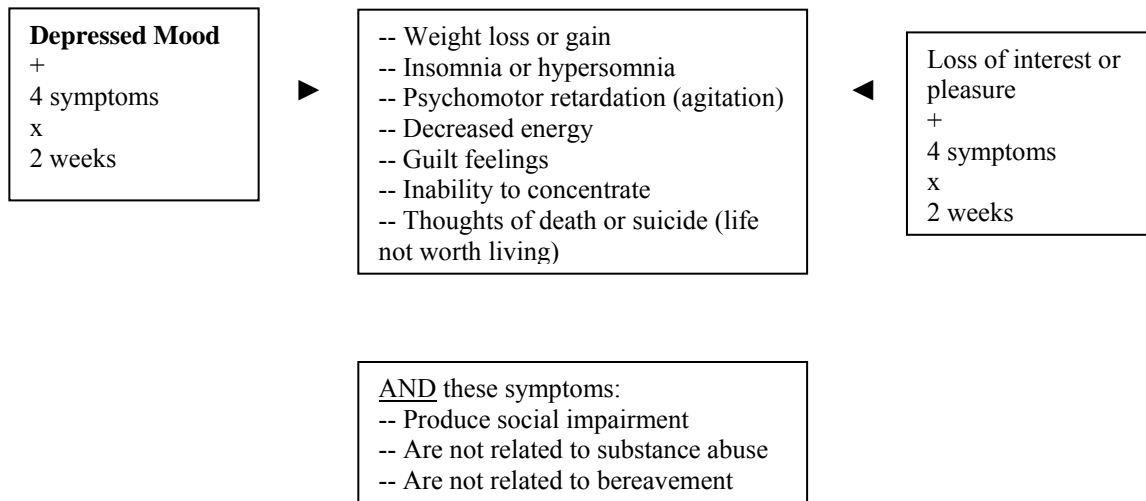 Depressed Mood
+
4 symptoms
x
2 weeks
►
-- Weight loss or gain
-- Insomnia or hypersomnia
-- Psychomotor retardation (agitation)
-- Decreased energy
-- Guilt feelings
-- Inability to concentrate
-- Thoughts of death or suicide (life
not worth living)
◄
Loss of interest or
pleasure
+
4 symptoms
x
2 weeks
AND these symptoms:
-- Produce social impairment
-- Are not related to substance abuse
-- Are not related to bereavement